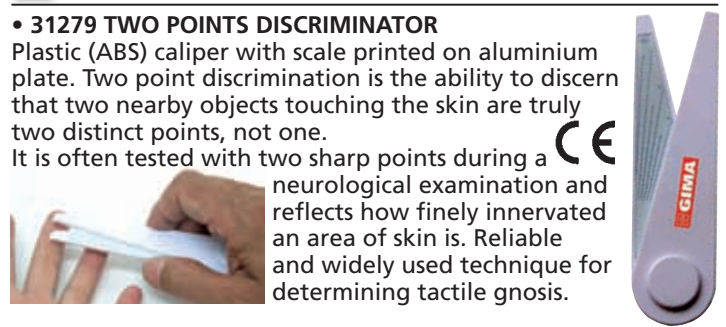 • 31279 TWO POINTS DISCRIMINATOR
Plastic (ABS) caliper with scale printed on aluminium
plate. Two point discrimination is the ability to discern
that two nearby objects touching the skin are truly
two distinct points, not one.
It is often tested with two sharp points during a CE
neurological examination and
reflects how finely innervated
an area of skin is. Reliable
and widely used technique for
determining tactile gnosis.
GIMA